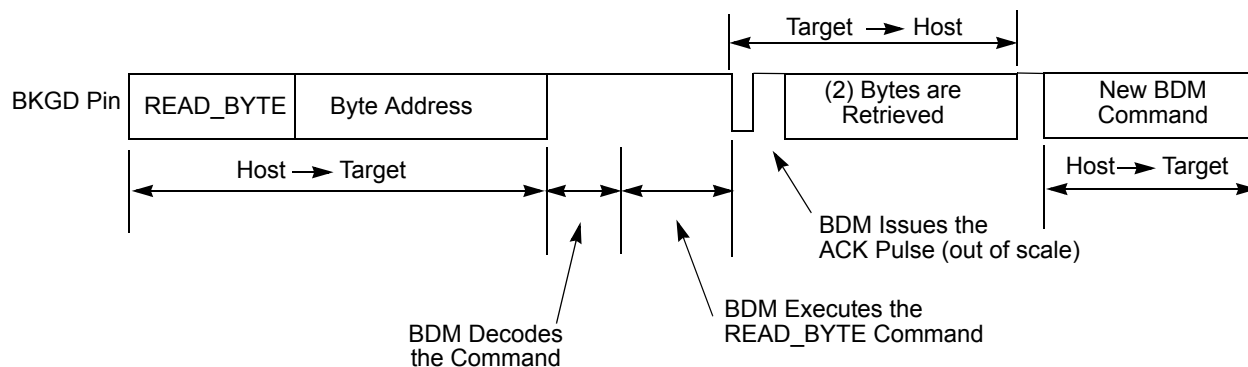 Target → Host
BKGD Pin
READ_BYTE
Byte Address
(2) Bytes are
Retrieved
New BDM
Command
Host → Target
Host → Target
BDM Issues the
ACK Pulse (out of scale)
BDM Decodes
the Command
BDM Executes the
READ_BYTE Command